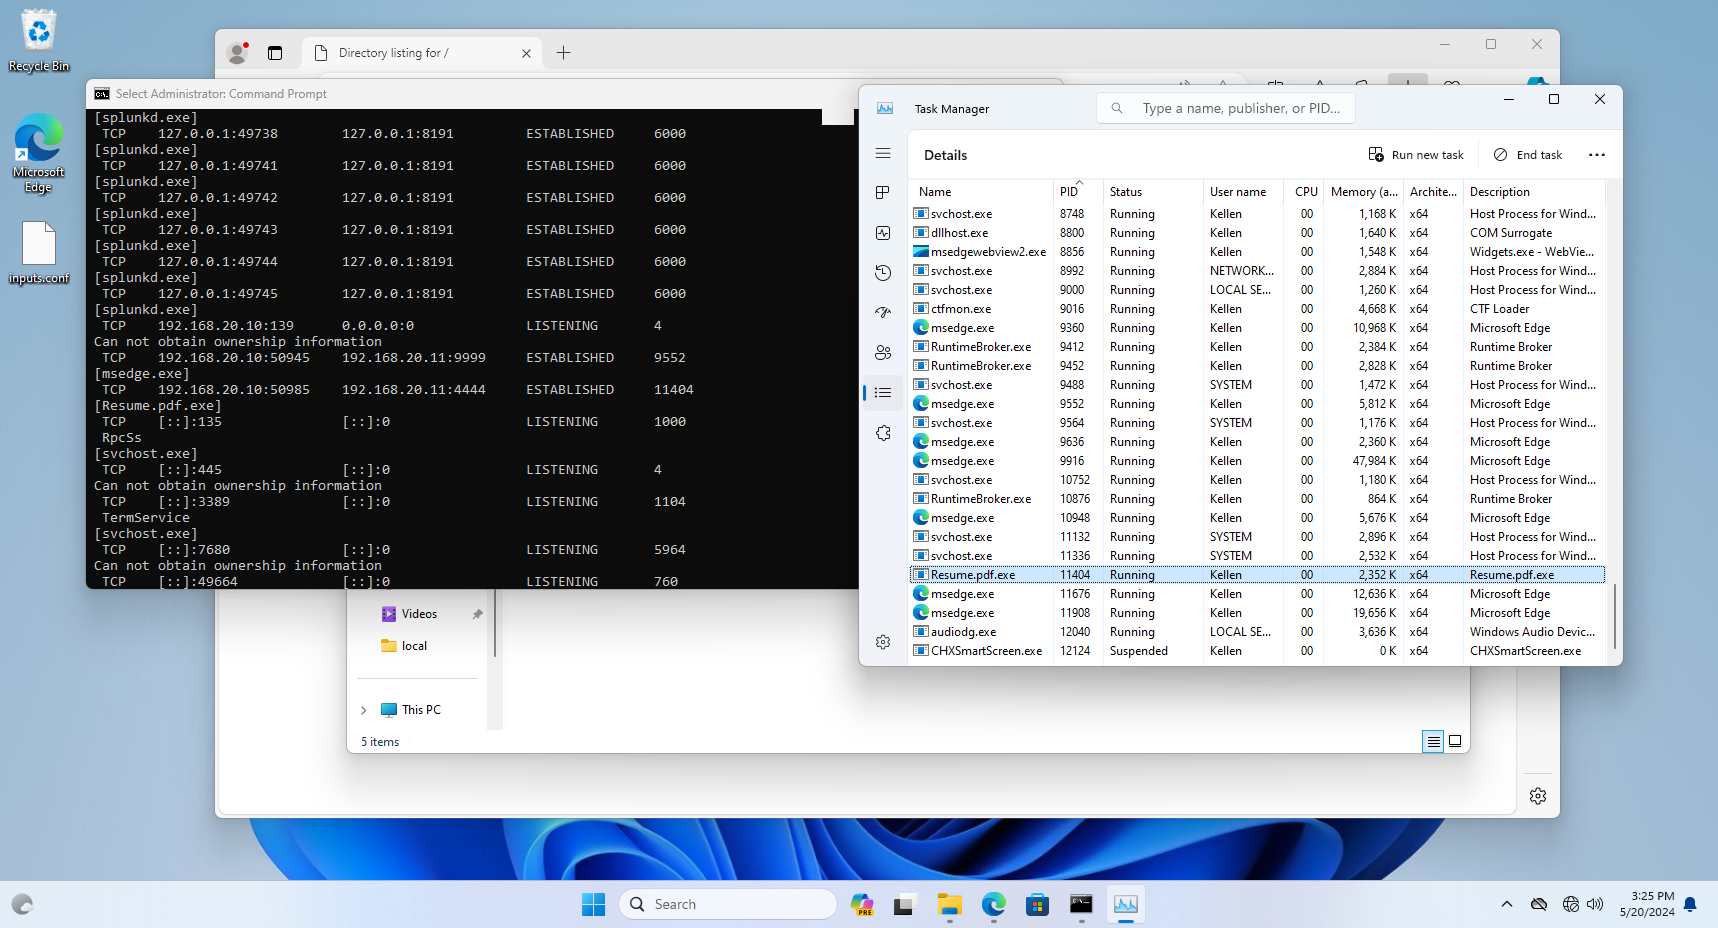 Recycle Bin
Microsoft
Edge
inputs.conf
Directory listing for /
Select Administrator: Command Prompt
[splunkd.exe]
TCP 127.0.0.1:49738 127.0.0.1:8191 ESTABLISHED 6000
[splunkd.exe]
TCP 127.0.0.1:49741 127.0.0.1:8191 ESTABLISHED 6000
[splunkd.exe]
TCP 127.0.0.1:49742 127.0.0.1:8191 ESTABLISHED 6000
[splunkd.exe]
TCP 127.0.0.1:49743 127.0.0.1:8191 ESTABLISHED 6000
[splunkd.exe]
TCP 127.0.0.1:49744 127.0.0.1:8191 ESTABLISHED 6000
[splunkd.exe]
TCP 127.0.0.1:49745 127.0.0.1:8191 ESTABLISHED 6000
[splunkd.exe]
TCP 192.168.20.10:139 0.0.0.0:0 LISTENING 4
Can not obtain ownership information
TCP 192.168.20.10:50945 192.168.20.11:9999 ESTABLISHED 9552
[msedge.exe]
TCP 192.168.20.10:50985 192.168.20.11:4444 ESTABLISHED 11404
[Resume.pdf.exe]
TCP [::]:135 [::]:0 LISTENING 1000
RpcSs
[svchost.exe]
TCP [::]:445 [::]:0 LISTENING 4
Can not obtain ownership information
TCP [::]:3389 [::]:0 LISTENING 1104
TermService
[svchost.exe]
TCP [::]:7680 [::]:0 LISTENING 5964
Can not obtain ownership information
TCP [::]:49664 [::]:0 LISTENING 760
Videos
local
This PC
5 items
Task Manager
Type a name, publisher, or PID...
Details
Run new task
End task
Name PID Status User name CPU Memory (a... Archite... Description
svchost.exe 8748 Running Kellen 00 1,168 K x64 Host Process for Wind...
dllhost.exe 8800 Running Kellen 00 1,640 K x64 COM Surrogate
msedgewebview2.exe 8856 Running Kellen 00 1,548 K x64 Widgets.exe - WebVie...
svchost.exe 8992 Running NETWORK... 00 2,884 K x64 Host Process for Wind...
svchost.exe 9000 Running LOCAL SE... 00 1,260 K x64 Host Process for Wind...
ctfmon.exe 9016 Running Kellen 00 4,668 K x64 CTF Loader
msedge.exe 9360 Running Kellen 00 10,968 K x64 Microsoft Edge
RuntimeBroker.exe 9412 Running Kellen 00 2,384 K x64 Runtime Broker
RuntimeBroker.exe 9452 Running Kellen 00 2,828 K x64 Runtime Broker
svchost.exe 9488 Running SYSTEM 00 1,472 K x64 Host Process for Wind...
msedge.exe 9552 Running Kellen 00 5,812 K x64 Microsoft Edge
svchost.exe 9564 Running SYSTEM 00 1,176 K x64 Host Process for Wind...
msedge.exe 9636 Running Kellen 00 2,360 K x64 Microsoft Edge
msedge.exe 9916 Running Kellen 00 47,984 K x64 Microsoft Edge
svchost.exe 10752 Running Kellen 00 1,180 K x64 Host Process for Wind...
RuntimeBroker.exe 10876 Running Kellen 00 864 K x64 Runtime Broker
msedge.exe 10948 Running Kellen 00 5,676 K x64 Microsoft Edge
svchost.exe 11132 Running SYSTEM 00 2,896 K x64 Host Process for Wind...
svchost.exe 11336 Running SYSTEM 00 2,532 K x64 Host Process for Wind...
Resume.pdf.exe 11404 Running Kellen 00 2,352 K x64 Resume.pdf.exe
msedge.exe 11676 Running Kellen 00 12,636 K x64 Microsoft Edge
msedge.exe 11908 Running Kellen 00 19,656 K x64 Microsoft Edge
audiodg.exe 12040 Running LOCAL SE... 00 3,636 K x64 Windows Audio Devic...
CHXSmartScreen.exe 12124 Suspended Kellen 00 0 K x64 CHXSmartScreen.exe
Search
PRE
3:25 PM
5/20/2024